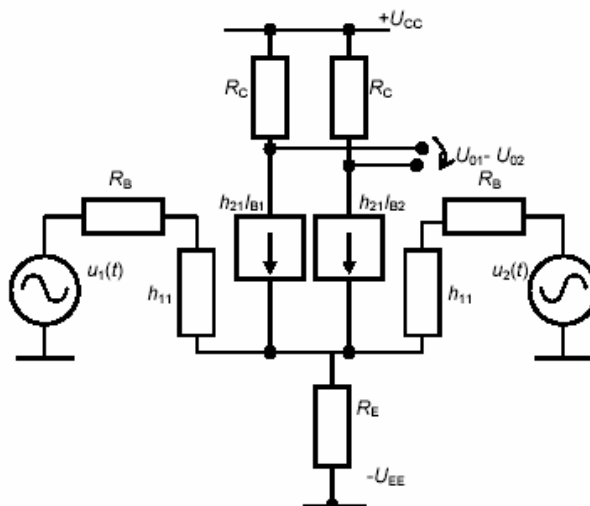 +U_CC
R_C
R_C
U_01- U_02
R_B
R_B
h_21I_B1
h_21I_B2
u_1(t)
h_11
h_11
u_2(t)
R_E
-U_EE